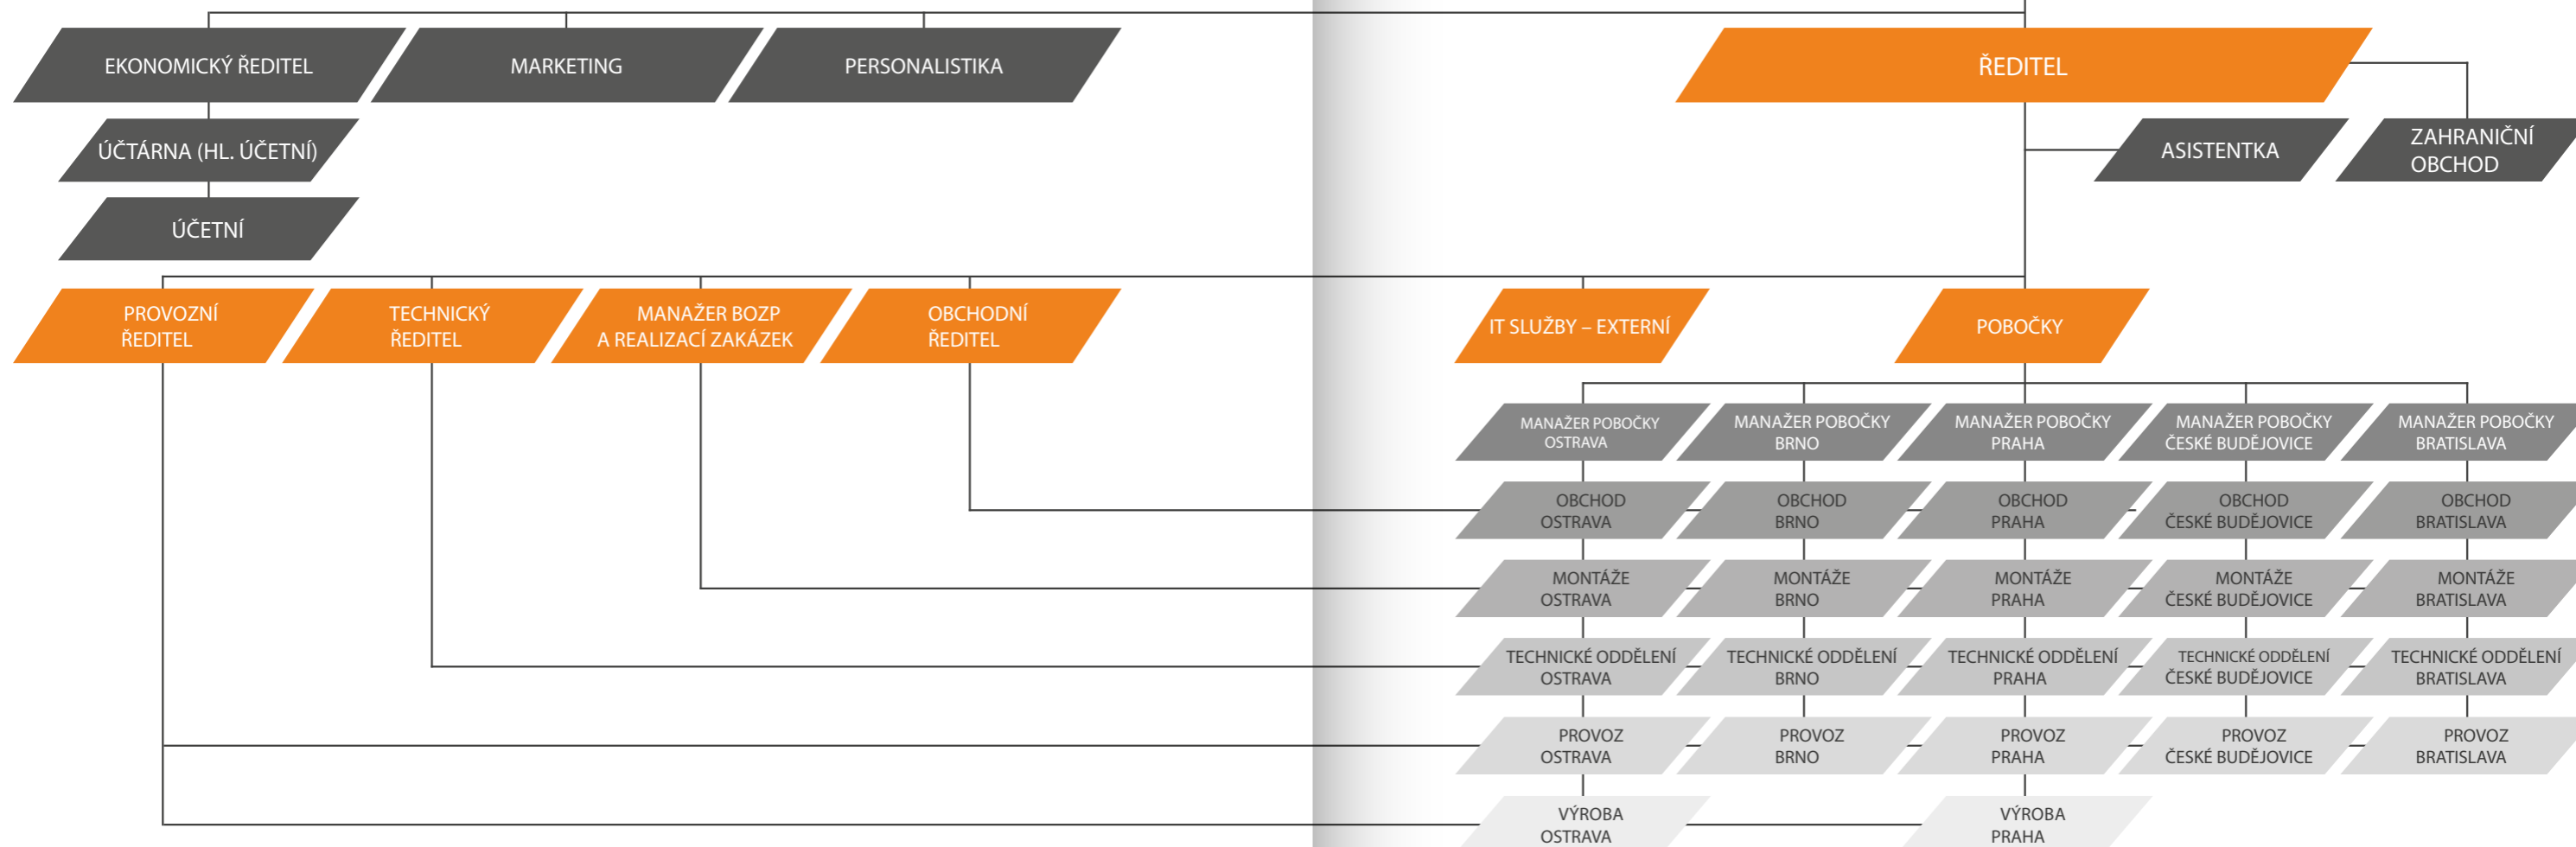 EKONOMICKÝ ŘEDITEL
MARKETING
PERSONALISTIKA
ŘEDITEL
ÚČTÁRNA (HL. ÚČETNÍ)
ASISTENTKA
ZAHRANIČNÍ
OBCHOD
ÚČETNÍ
PROVOZNÍ
ŘEDITEL
TECHNICKÝ
ŘEDITEL
MANAŽER BOZP
A REALIZACÍ ZAKÁZEK
OBCHODNÍ
ŘEDITEL
IT SLUŽBY – EXTERNÍ
POBOČKY
MANAŽER POBOČKY
OSTRAVA
MANAŽER POBOČKY
BRNO
MANAŽER POBOČKY
PRAHA
MANAŽER POBOČKY
ČESKÉ BUDĚJOVICE
MANAŽER POBOČKY
BRATISLAVA
OBCHOD
OSTRAVA
OBCHOD
BRNO
OBCHOD
PRAHA
OBCHOD
ČESKÉ BUDĚJOVICE
OBCHOD
BRATISLAVA
MONTÁŽE
OSTRAVA
MONTÁŽE
BRNO
MONTÁŽE
PRAHA
MONTÁŽE
ČESKÉ BUDĚJOVICE
MONTÁŽE
BRATISLAVA
TECHNICKÉ ODDĚLENÍ
OSTRAVA
TECHNICKÉ ODDĚLENÍ
BRNO
TECHNICKÉ ODDĚLENÍ
PRAHA
TECHNICKÉ ODDĚLENÍ
ČESKÉ BUDĚJOVICE
TECHNICKÉ ODDĚLENÍ
BRATISLAVA
PROVOZ
OSTRAVA
PROVOZ
BRNO
PROVOZ
PRAHA
PROVOZ
ČESKÉ BUDĚJOVICE
PROVOZ
BRATISLAVA
VÝROBA
OSTRAVA
VÝROBA
PRAHA